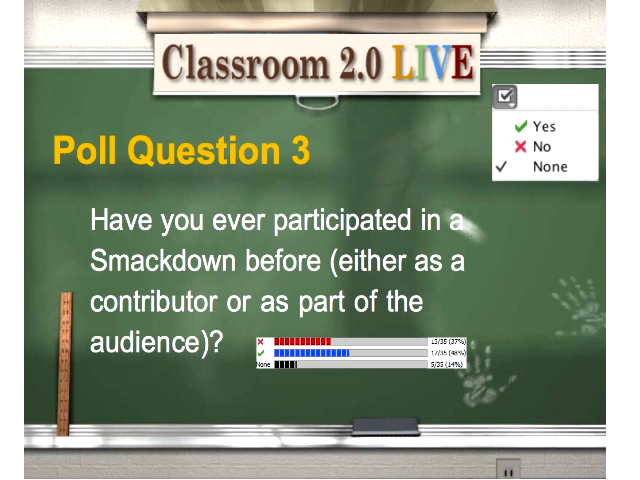 Classroom 2.0 LIVE
Yes
No
None
Poll Question 3
Have you ever participated in a
Smackdown before (either as a
contributor or as part of the
audience)?
13/35 (37%)
17/35 (48%)
None 5/35 (14%)